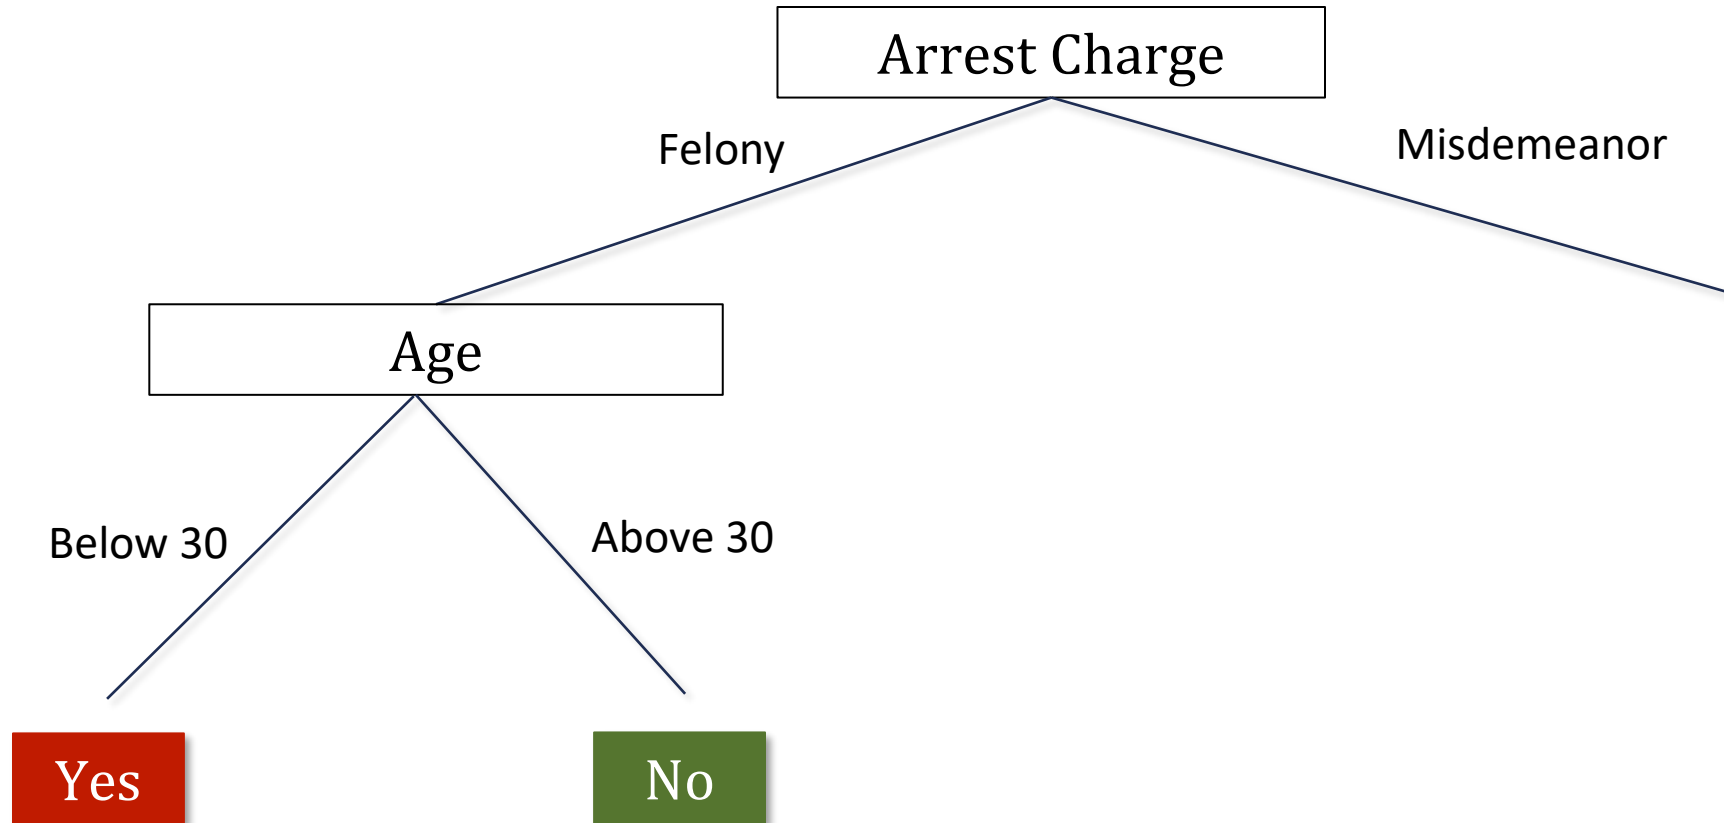 Arrest Charge
Felony
Misdemeanor
Age
Below 30
Above 30
Yes
No